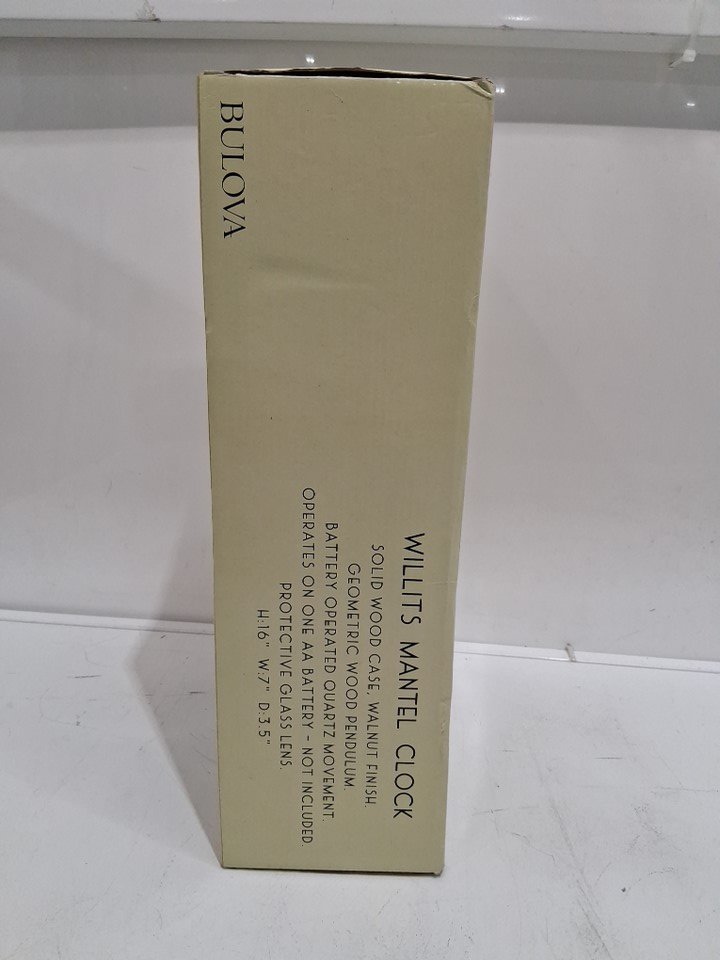 BULOVA
WILLITS MANTEL CLOCK
SOLID WOOD CASE, WALNUT FINISH.
GEOMETRIC WOOD PENDULUM.
BATTERY OPERATED QUARTZ MOVEMENT.
OPERATES ON ONE AA BATTERY - NOT INCLUDED.
PROTECTIVE GLASS LENS.
H:16" W:7" D:3.5"